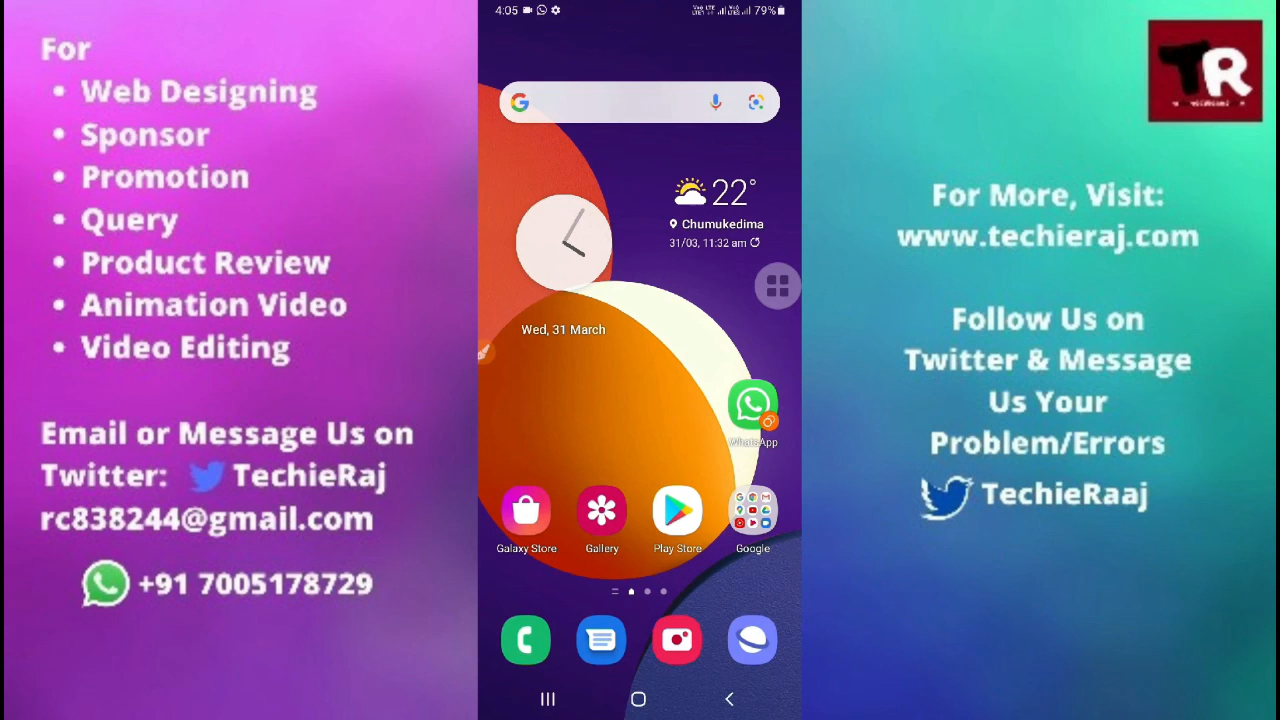 For
• Web Designing
• Sponsor
• Promotion
• Query
• Product Review
• Animation Video
• Video Editing
Email or Message Us on
Twitter: TechieRaj
rc838244@gmail.com
+91 7005178729
4:05
79%
22°
Chumukedima
31/03, 11:32 am
Wed, 31 March
WhatsApp
Galaxy Store
Gallery
Play Store
Google
TR
For More, Visit:
www.techieraj.com
Follow Us on
Twitter & Message
Us Your
Problem/Errors
TechieRaaj